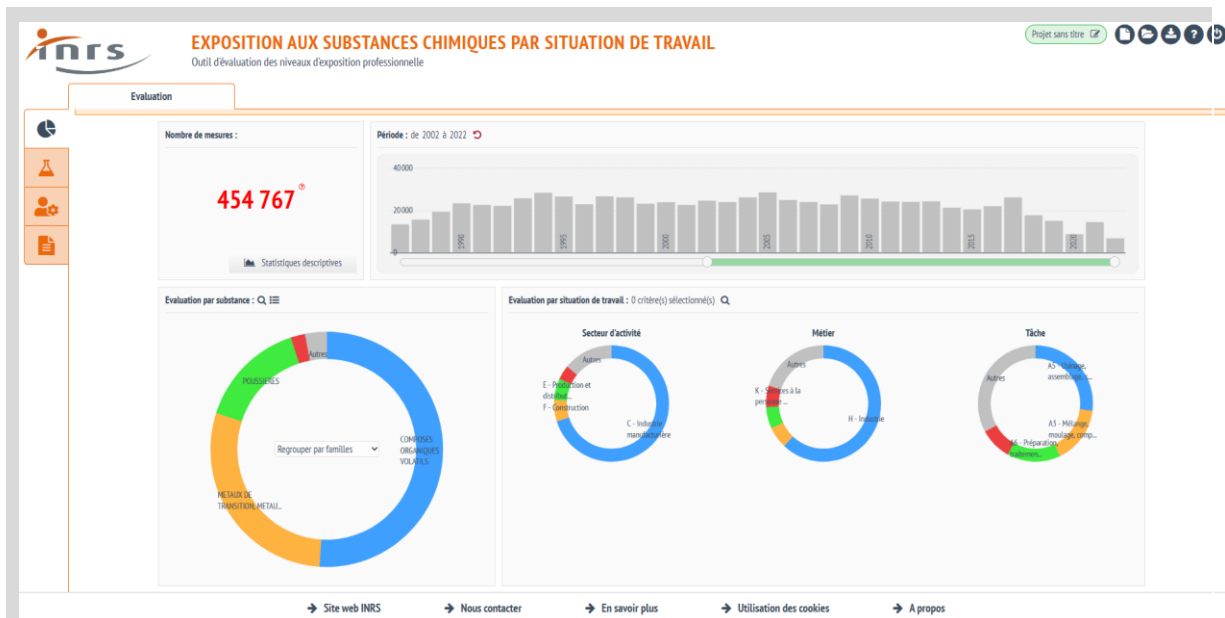 inrs
EXPOSITION AUX SUBSTANCES CHIMIQUES PAR SITUATION DE TRAVAIL
Outil d'évaluation des niveaux d'exposition professionnelle
Projet sans titre
Evaluation
Nombre de mesures :
454 767
Statistiques descriptives
Période : de 2002 à 2022
40000
20000
0
1990
1995
2000
2005
2010
2015
2020
Evaluation par substance :
Autres
POUSSIERES
Regrouper par familles
COMPOSES
ORGANIQUES
VOLATILS
METAUX DE
TRANSITION, METAU...
Evaluation par situation de travail : 0 critère(s) sélectionné(s)
Secteur d'activité
Autres
E - Production et
distribut...
F - Construction
C - Industrie
manufacturière
Métier
Autres
K - Services à la
personne ...
H - Industrie
Tâche
Autres
A5 - Usinage,
assemblage, c...
A3 - Mélange,
moulage, comp...
A6 - Préparation,
traitemen...
Site web INRS
Nous contacter
En savoir plus
Utilisation des cookies
A propos